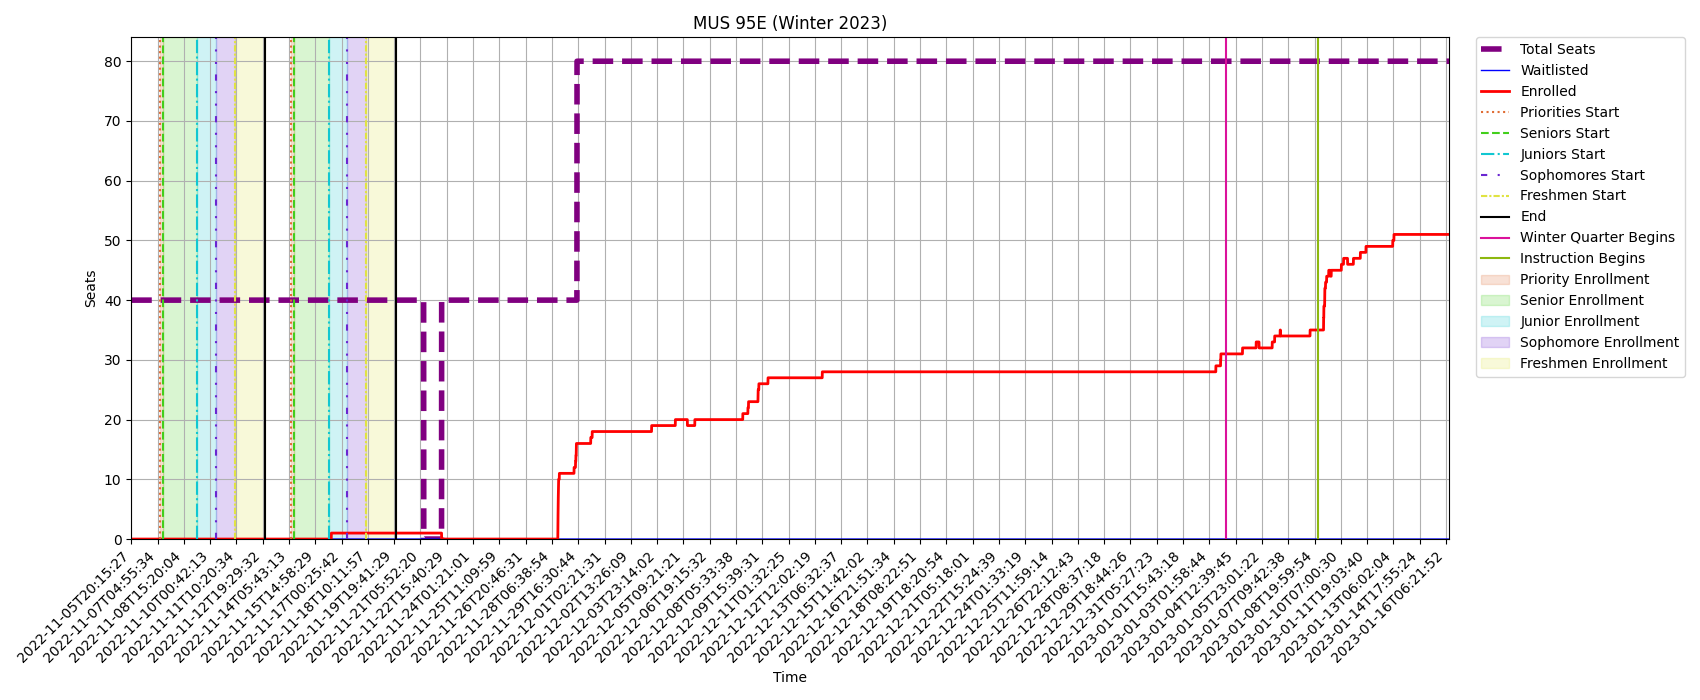 MUS 95E (Winter 2023)
80
70
60
50
40
30
20
10
0
Seats
2022-11-05T20:15:27
2022-11-07T04:55:34
2022-11-08T15:20:04
2022-11-10T00:42:13
2022-11-11T10:20:34
2022-11-12T19:29:32
2022-11-14T05:43:13
2022-11-15T14:58:29
2022-11-17T00:25:42
2022-11-18T10:11:57
2022-11-19T19:41:29
2022-11-21T05:52:20
2022-11-22T15:40:29
2022-11-24T01:21:01
2022-11-25T11:09:59
2022-11-26T20:46:31
2022-11-28T06:38:54
2022-11-29T16:30:44
2022-12-01T02:21:31
2022-12-02T13:26:09
2022-12-03T23:14:02
2022-12-05T09:21:21
2022-12-06T19:15:32
2022-12-08T05:33:38
2022-12-09T15:39:31
2022-12-11T01:32:25
2022-12-12T12:02:19
2022-12-13T06:32:37
2022-12-15T11:42:02
2022-12-16T21:51:34
2022-12-18T08:22:51
2022-12-19T18:20:54
2022-12-21T05:18:01
2022-12-22T15:24:39
2022-12-24T01:33:19
2022-12-25T11:59:14
2022-12-26T22:12:43
2022-12-28T08:37:18
2022-12-29T18:44:26
2022-12-31T05:27:23
2023-01-01T15:43:18
2023-01-03T01:58:44
2023-01-04T12:39:45
2023-01-05T23:01:22
2023-01-07T09:42:38
2023-01-08T19:59:54
2023-01-10T07:00:30
2023-01-11T19:03:40
2023-01-13T06:02:04
2023-01-14T17:55:24
2023-01-16T06:21:52
Time
Total Seats
Waitlisted
Enrolled
Priorities Start
Seniors Start
Juniors Start
Sophomores Start
Freshmen Start
End
Winter Quarter Begins
Instruction Begins
Priority Enrollment
Senior Enrollment
Junior Enrollment
Sophomore Enrollment
Freshmen Enrollment